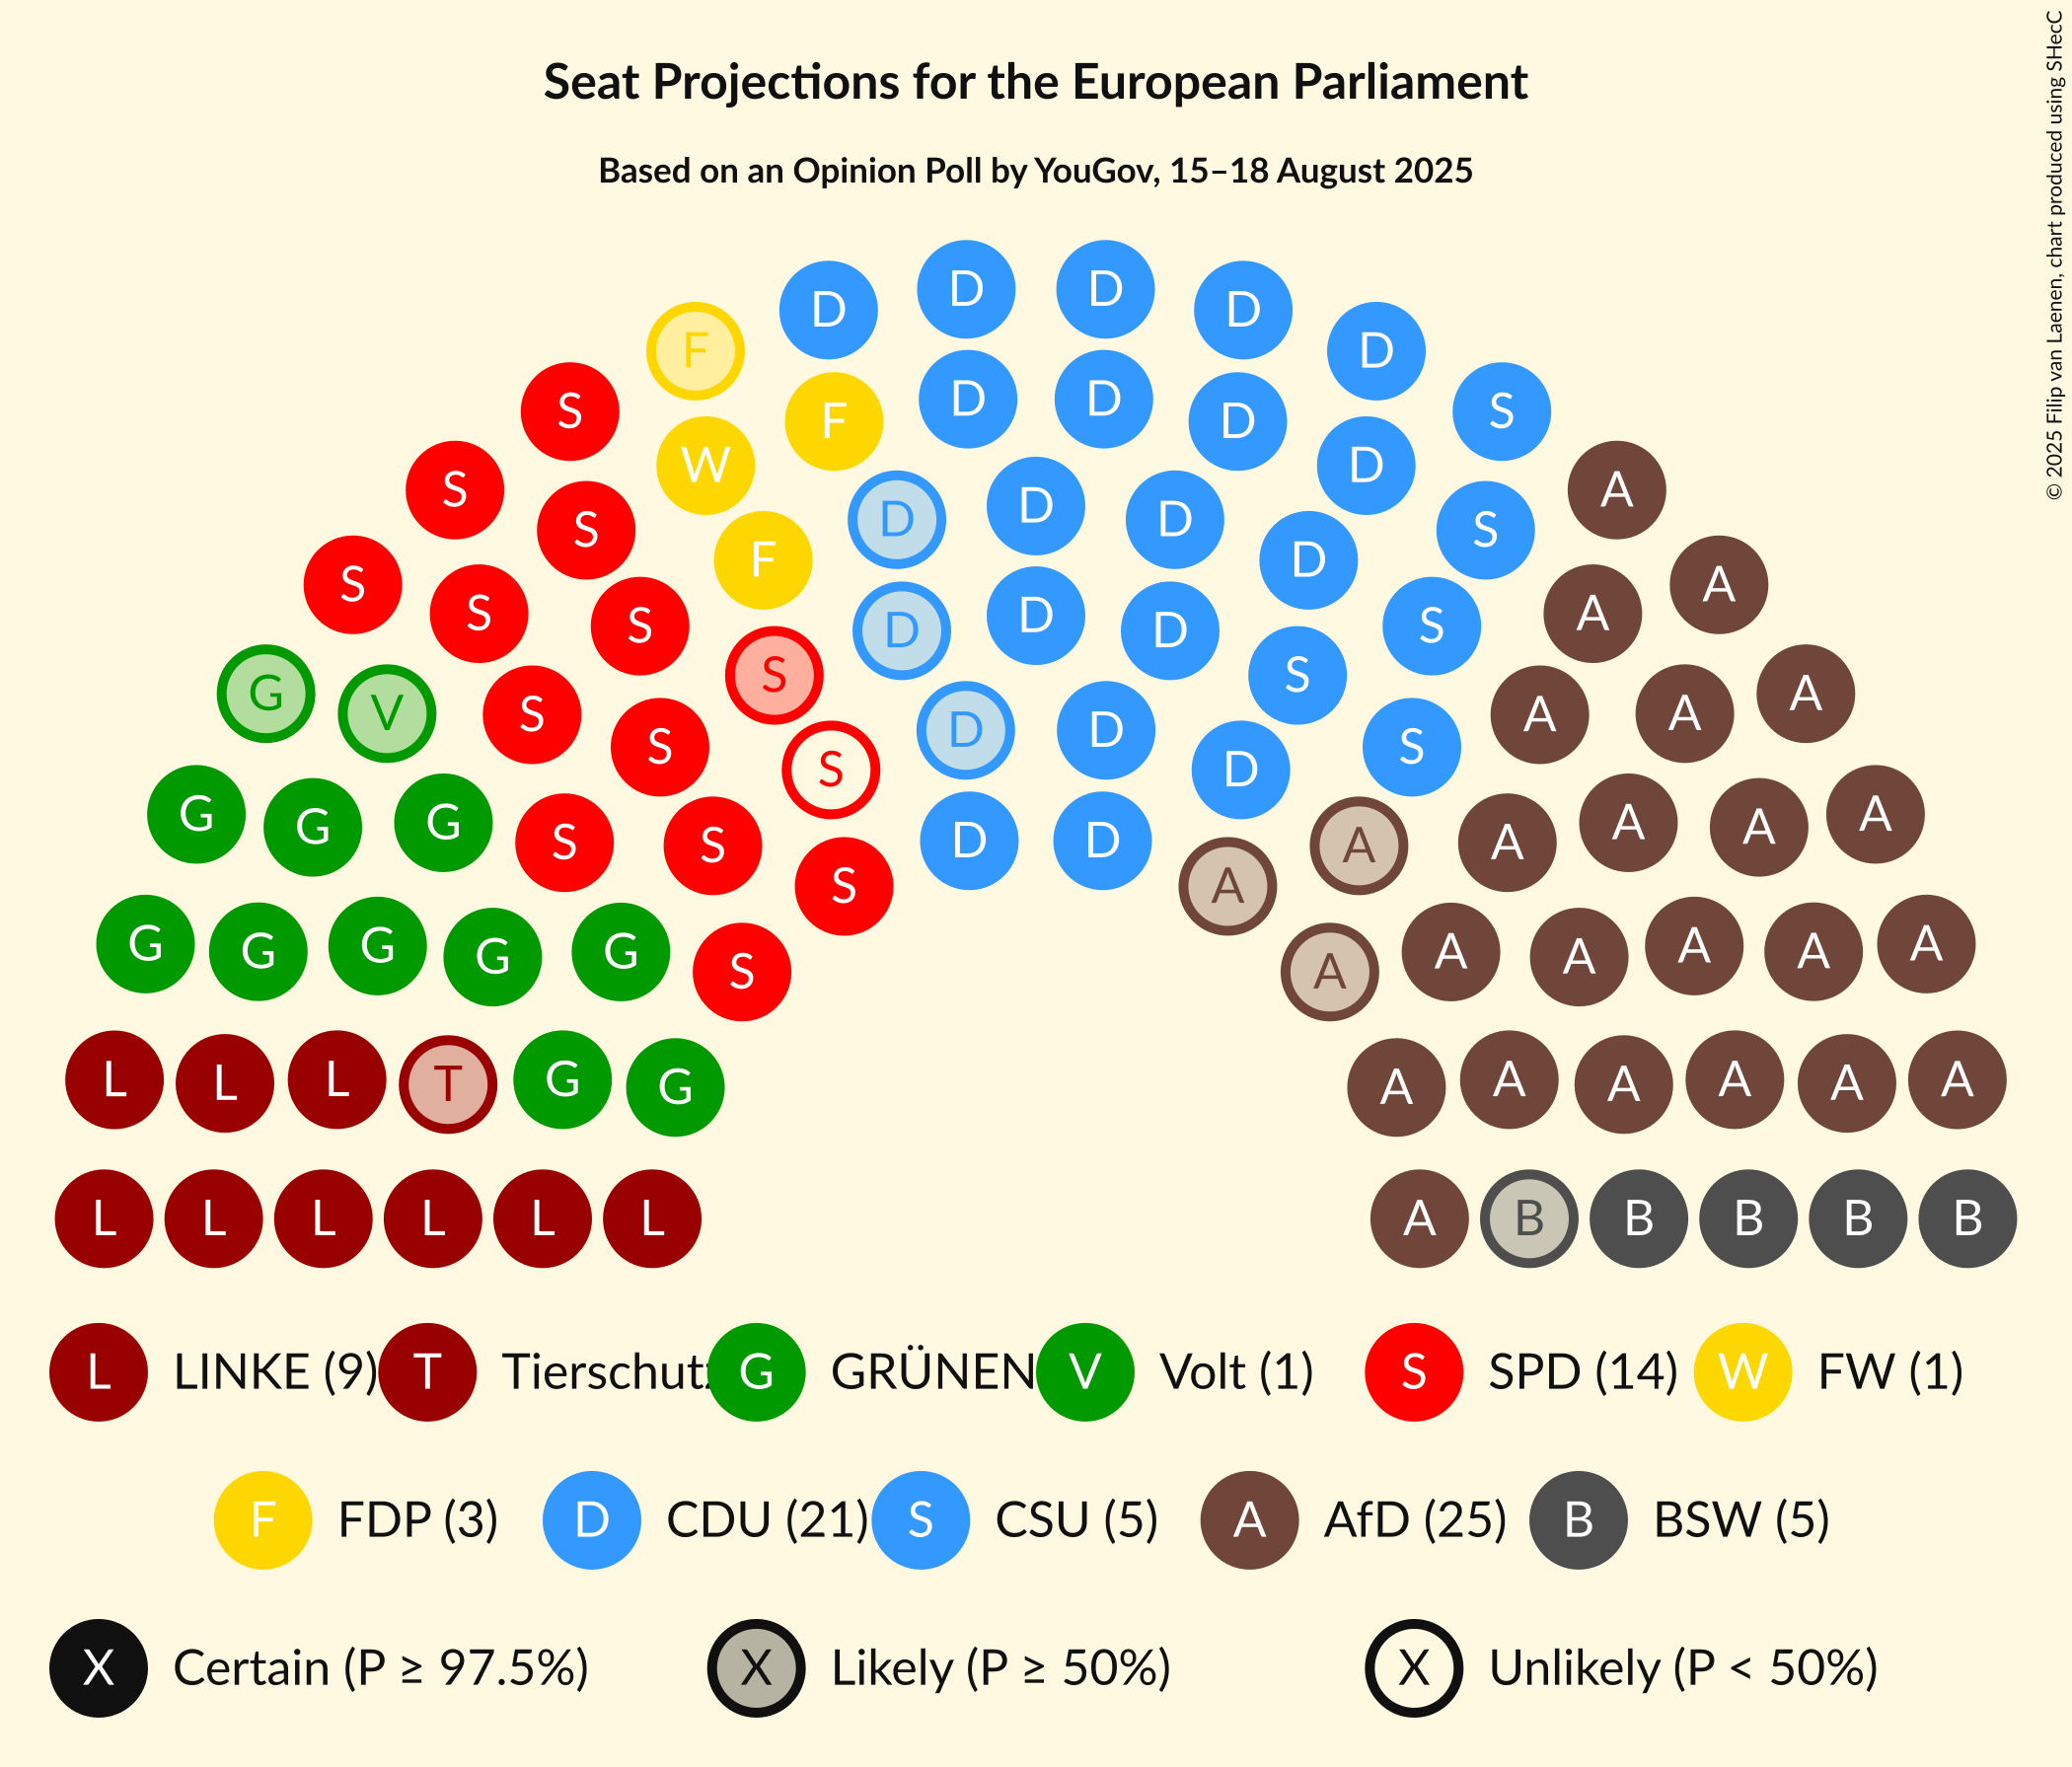 Seat Projections for the European Parliament
Based on an Opinion Poll by YouGov, 15–18 August 2025
© 2025 Filip van Laenen, chart produced using SHecC
D D
D D
F D
D D
S S
F D
W D
S A
D
D D
S S
F D
S A
S A
S S
D
D D
S S
G A
V A
S A
D D
S S
S D
G A
G A
G A
S A
D D
S A
S A
G A
G A
G A
G A
G A
S A
L A
L A
L A
T A
G A
G A
L L L L L L A B B B B B
L LINKE (9) T Tierschutz G GRÜNEN V Volt (1) S SPD (14) W FW (1)
F FDP (3) D CDU (21) S CSU (5) A AfD (25) B BSW (5)
X Certain (P ≥ 97.5%) X Likely (P ≥ 50%) X Unlikely (P < 50%)